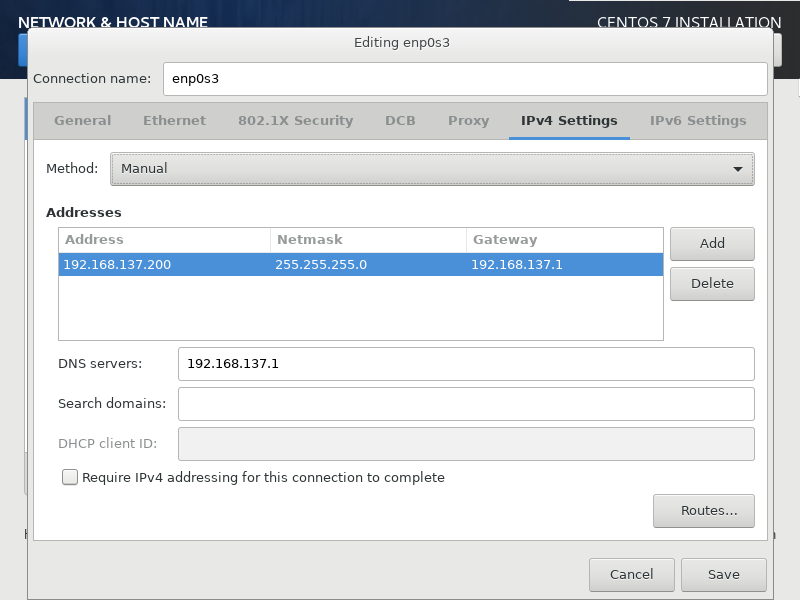 NETWORK & HOST NAME
CENTOS 7 INSTALLATION
Editing enp0s3
Connection name: enp0s3
General Ethernet 802.1X Security DCB Proxy IPv4 Settings IPv6 Settings
Method: Manual
Addresses
Address Netmask Gateway
Add
192.168.137.200 255.255.255.0 192.168.137.1
Delete
DNS servers: 192.168.137.1
Search domains:
DHCP client ID:
Require IPv4 addressing for this connection to complete
Routes…
Cancel Save